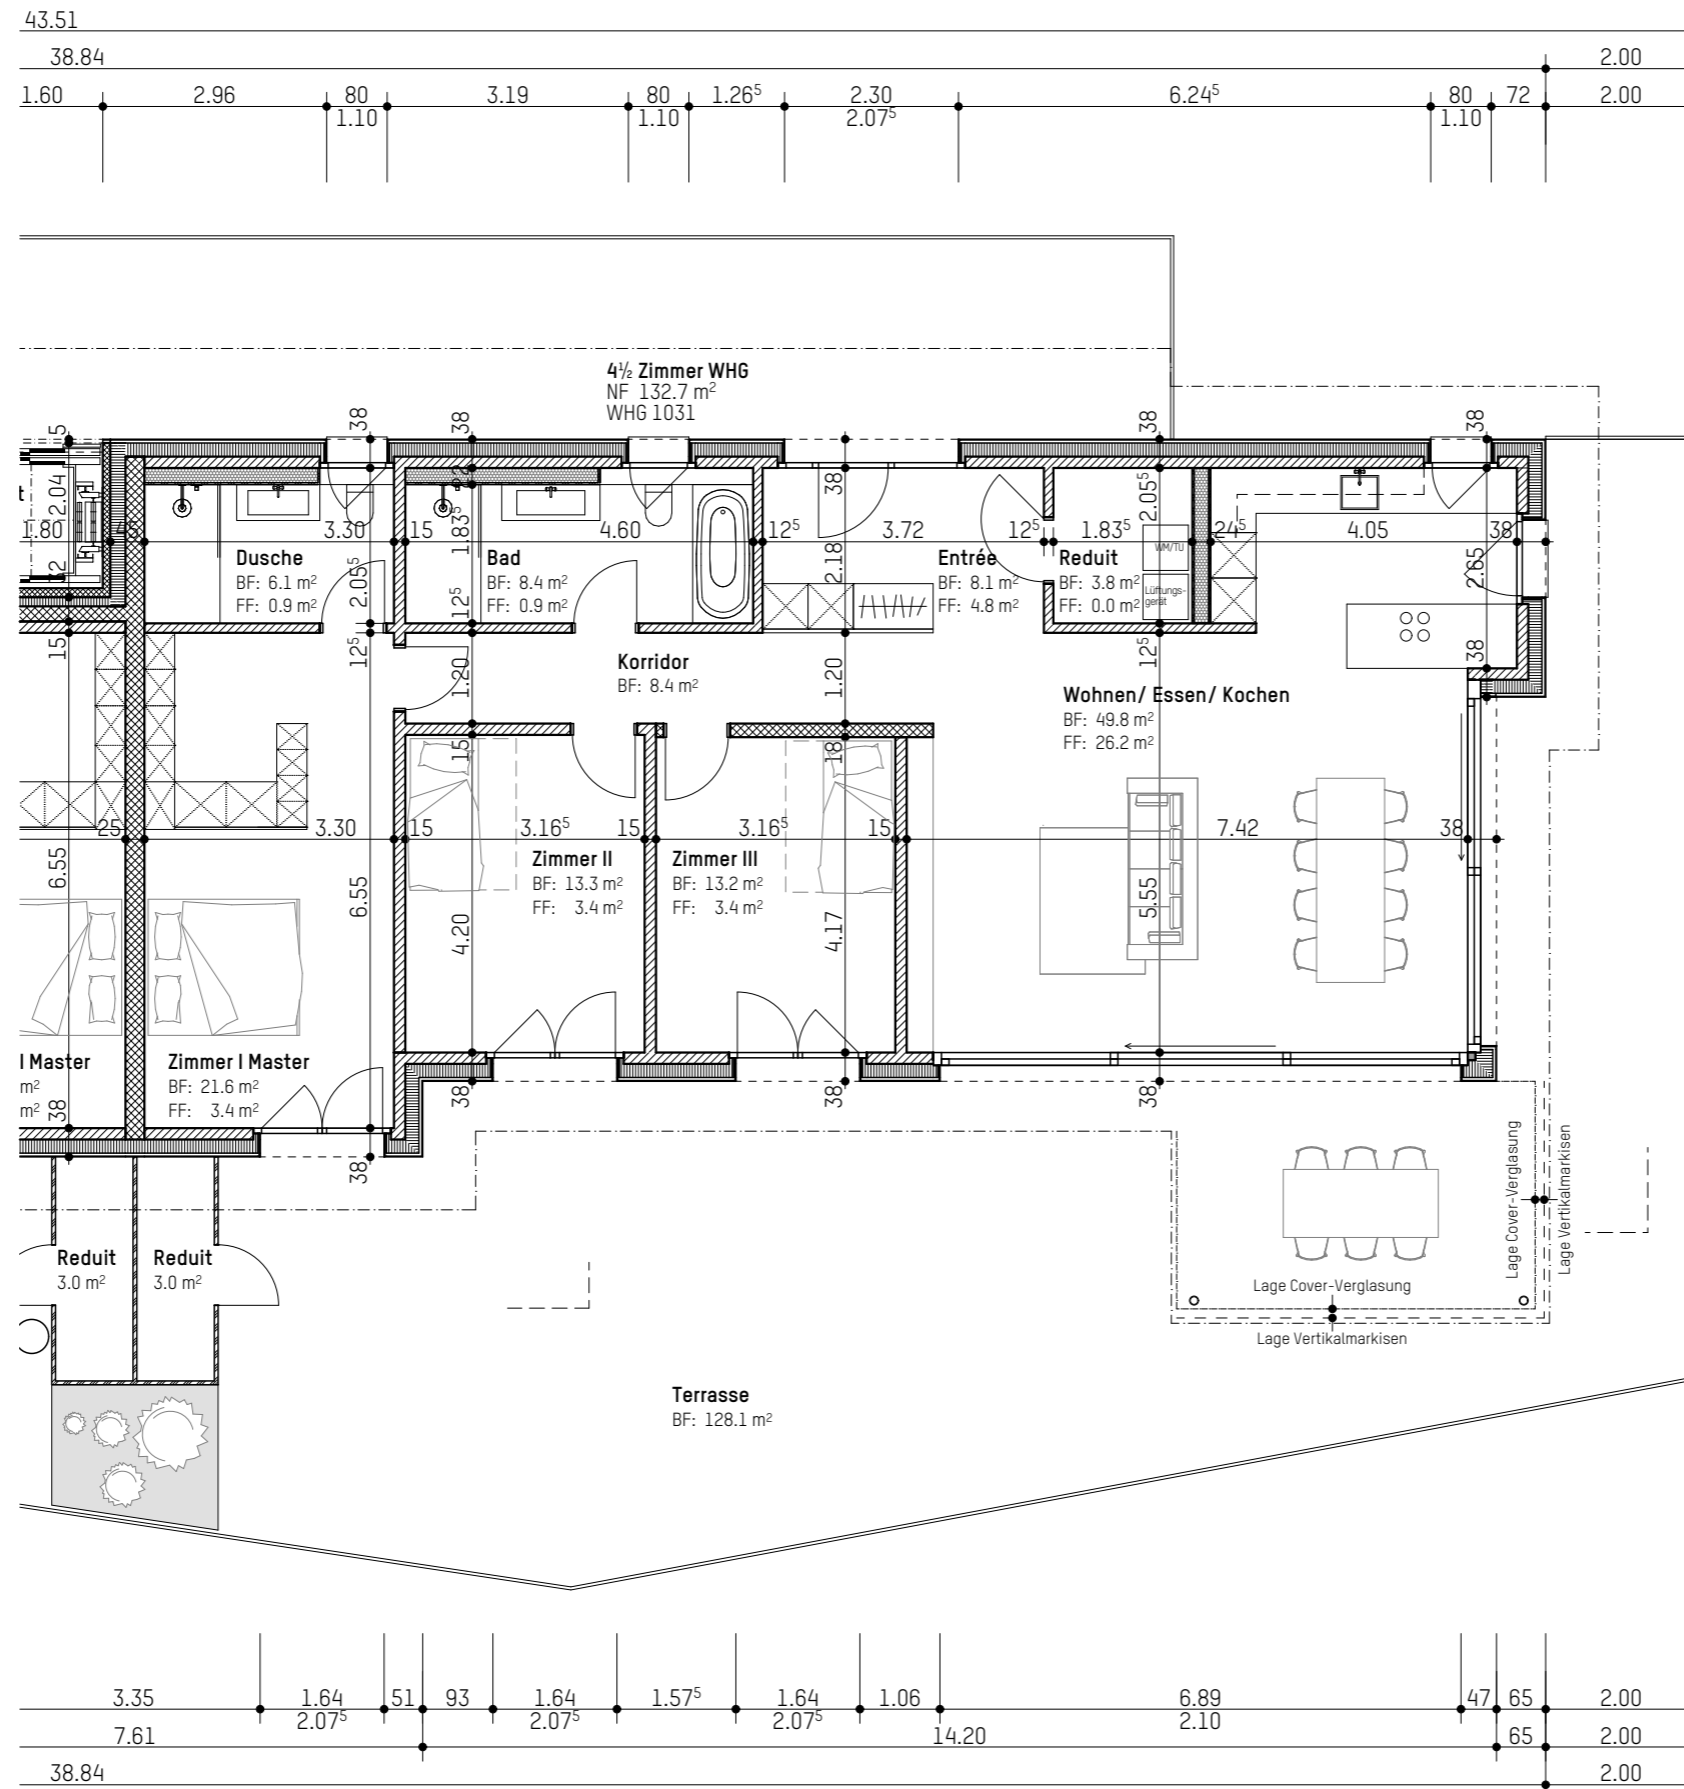 43.51
38.84 2.00
1.60 2.96 80 3.19 80 1.26⁵ 2.30 6.24⁵ 80 72 2.00
1.10 1.10 2.07⁵ 1.10
4½ Zimmer WHG
NF 132.7 m²
WHG 1031
5 38 38 38 38
2.04 38 2.05⁵
1.80 45 3.30 15 1.83⁵ 4.60 12⁵ 3.72 12⁵ 1.83⁵ 24⁵ 4.05 38
Dusche
BF: 6.1 m²
FF: 0.9 m²
Bad
BF: 8.4 m²
FF: 0.9 m²
Entrée
BF: 8.1 m²
FF: 4.8 m²
Reduit
BF: 3.8 m²
FF: 0.0 m²
WM/TU
Lüftungs-
gerät
12 2.05⁵ 12⁵ 2.18 2.65
15 12⁵ 1.20 1.20 12⁵ 38
Korridor
BF: 8.4 m²
Wohnen/ Essen/ Kochen
BF: 49.8 m²
FF: 26.2 m²
15 18
25 3.30 15 3.16⁵ 15 3.16⁵ 15 7.42 38
6.55 6.55 4.20 4.17 5.55
Zimmer II
BF: 13.3 m²
FF: 3.4 m²
Zimmer III
BF: 13.2 m²
FF: 3.4 m²
I Master
m²
m²
Zimmer I Master
BF: 21.6 m²
FF: 3.4 m²
38 38 38 38 38
Reduit
3.0 m²
Reduit
3.0 m²
Lage Cover-Verglasung
Lage Vertikalmarkisen
Lage Cover-Verglasung
Lage Vertikalmarkisen
Terrasse
BF: 128.1 m²
3.35 1.64 51 93 1.64 1.57⁵ 1.64 1.06 6.89 47 65 2.00
2.07⁵ 2.07⁵ 2.07⁵ 2.10
7.61 14.20 65 2.00
38.84 2.00